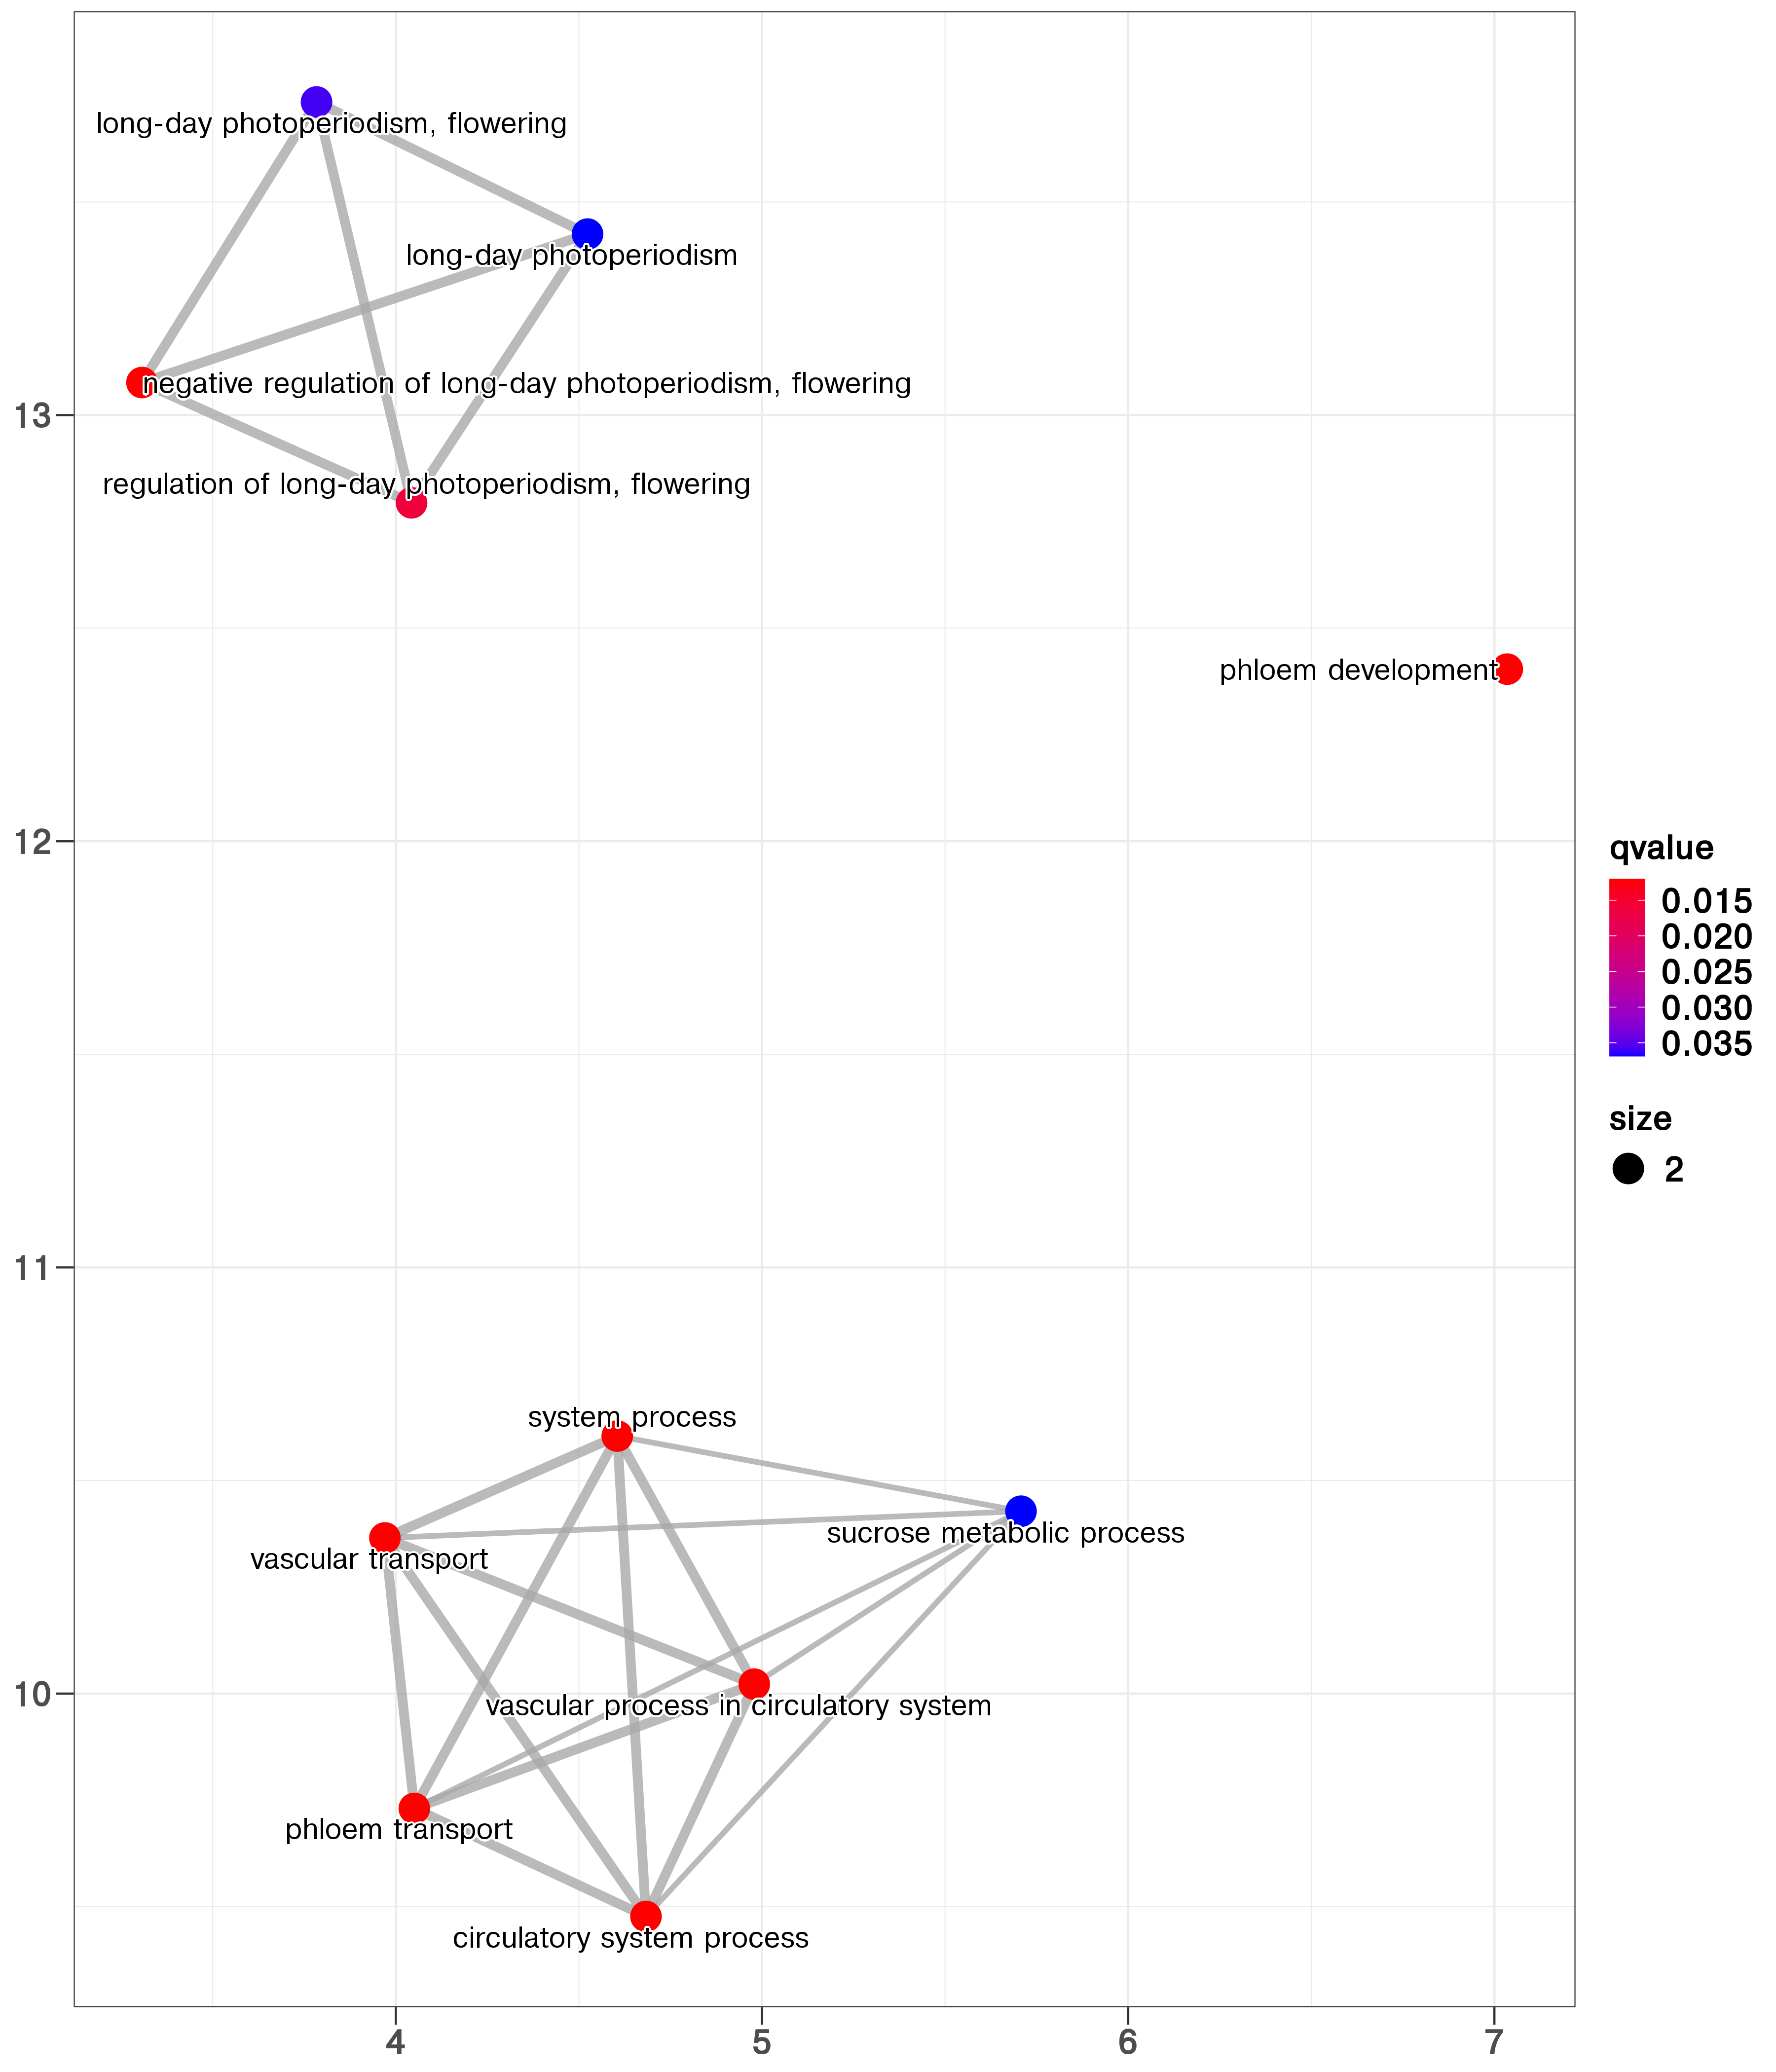 long-day photoperiodism, flowering
long-day photoperiodism
negative regulation of long-day photoperiodism, flowering
13
regulation of long-day photoperiodism, flowering
phloem development
12
qvalue
0.015
0.020
0.025
0.030
0.035
size
2
11
system process
sucrose metabolic process
vascular transport
10
vascular process in circulatory system
phloem transport
circulatory system process
4
5
6
7